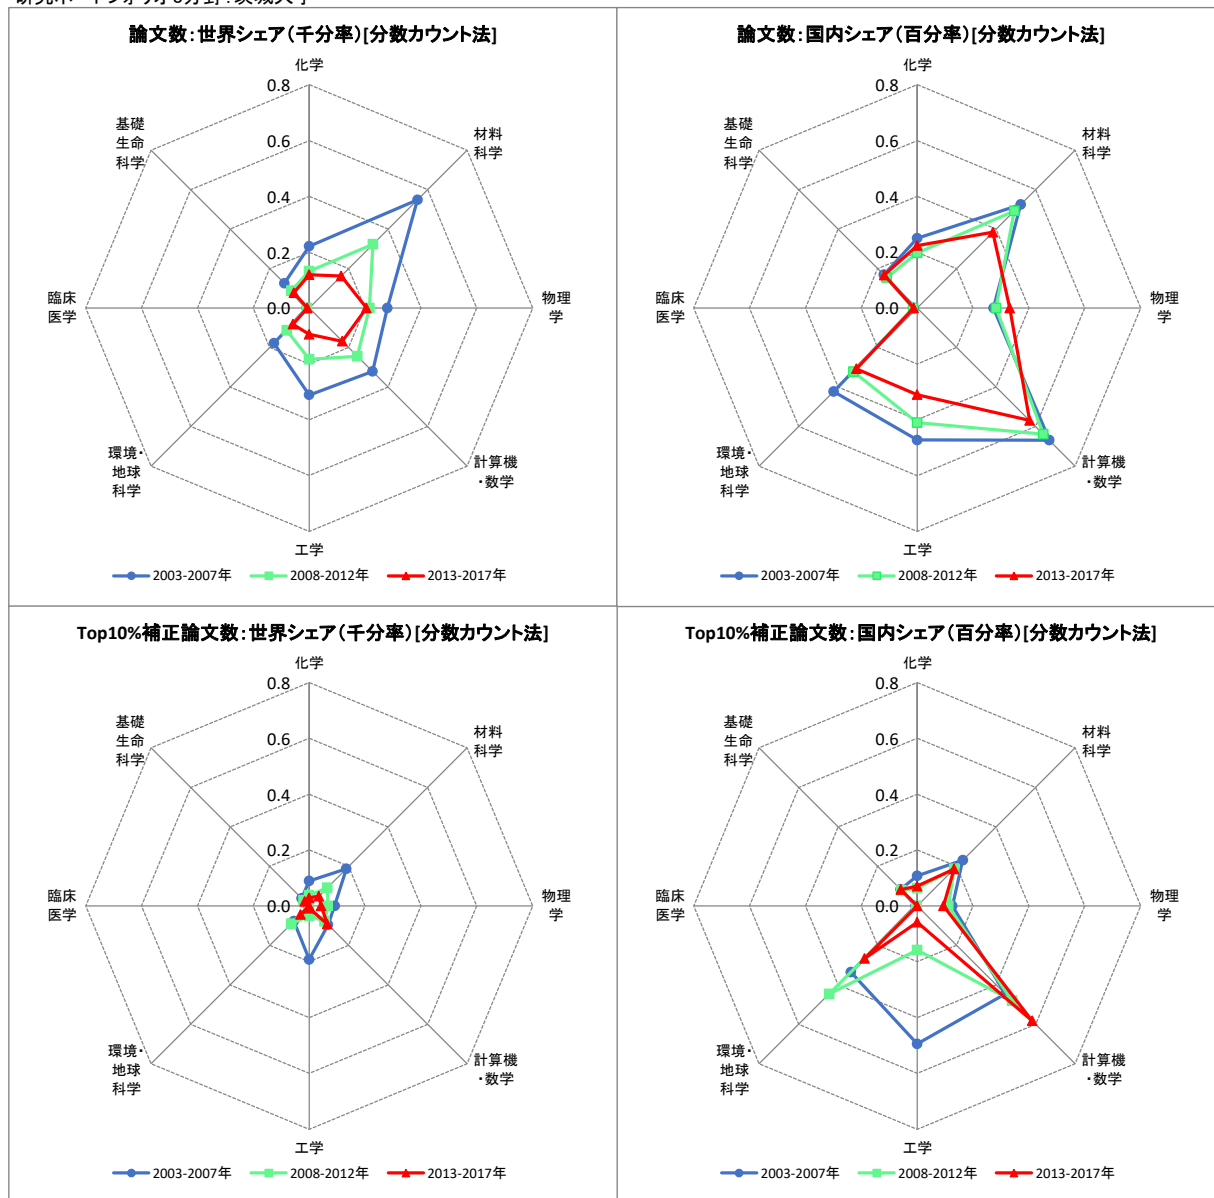 論文数：世界シェア（千分率）[分数カウント法]
化学
0.8
0.6
0.4
0.2
0.0
材料
科学
物理
学
計算機
・数学
工学
環境・
地球
科学
臨床
医学
基礎
生命
科学
2003-2007年
2008-2012年
2013-2017年
論文数：国内シェア（百分率）[分数カウント法]
化学
0.8
0.6
0.4
0.2
0.0
材料
科学
物理
学
計算機
・数学
工学
環境・
地球
科学
臨床
医学
基礎
生命
科学
2003-2007年
2008-2012年
2013-2017年
Top10%補正論文数：世界シェア（千分率）[分数カウント法]
化学
0.8
0.6
0.4
0.2
0.0
材料
科学
物理
学
計算機
・数学
工学
環境・
地球
科学
臨床
医学
基礎
生命
科学
2003-2007年
2008-2012年
2013-2017年
Top10%補正論文数：国内シェア（百分率）[分数カウント法]
化学
0.8
0.6
0.4
0.2
0.0
材料
科学
物理
学
計算機
・数学
工学
環境・
地球
科学
臨床
医学
基礎
生命
科学
2003-2007年
2008-2012年
2013-2017年